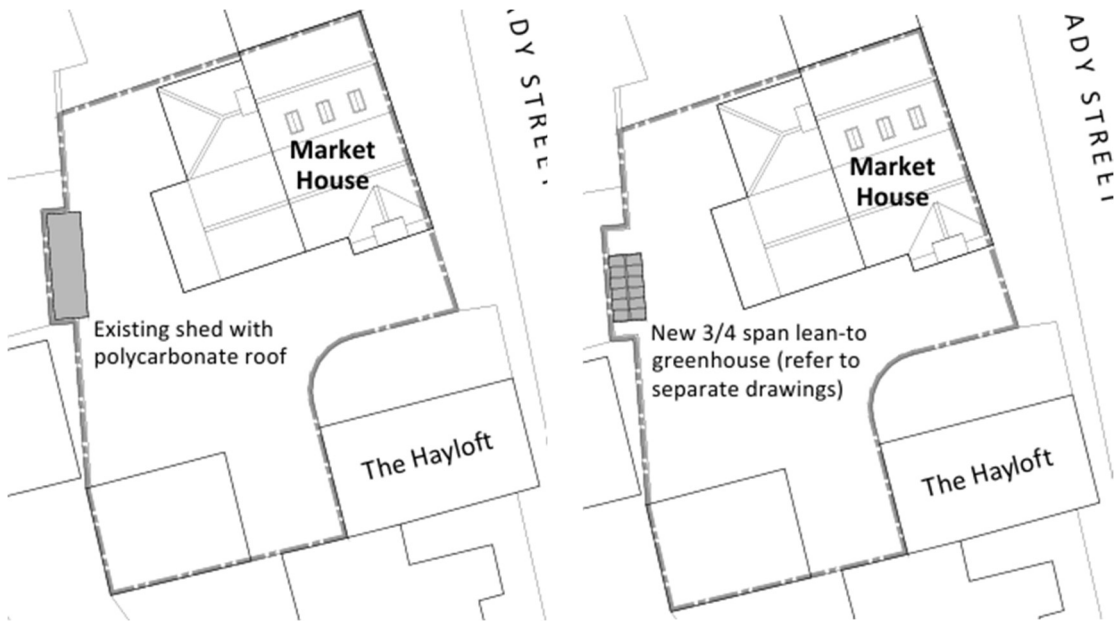 ADY STREET
Market
House
Existing shed with
polycarbonate roof
The Hayloft
ADY STREET
Market
House
New 3/4 span lean-to
greenhouse (refer to
separate drawings)
The Hayloft